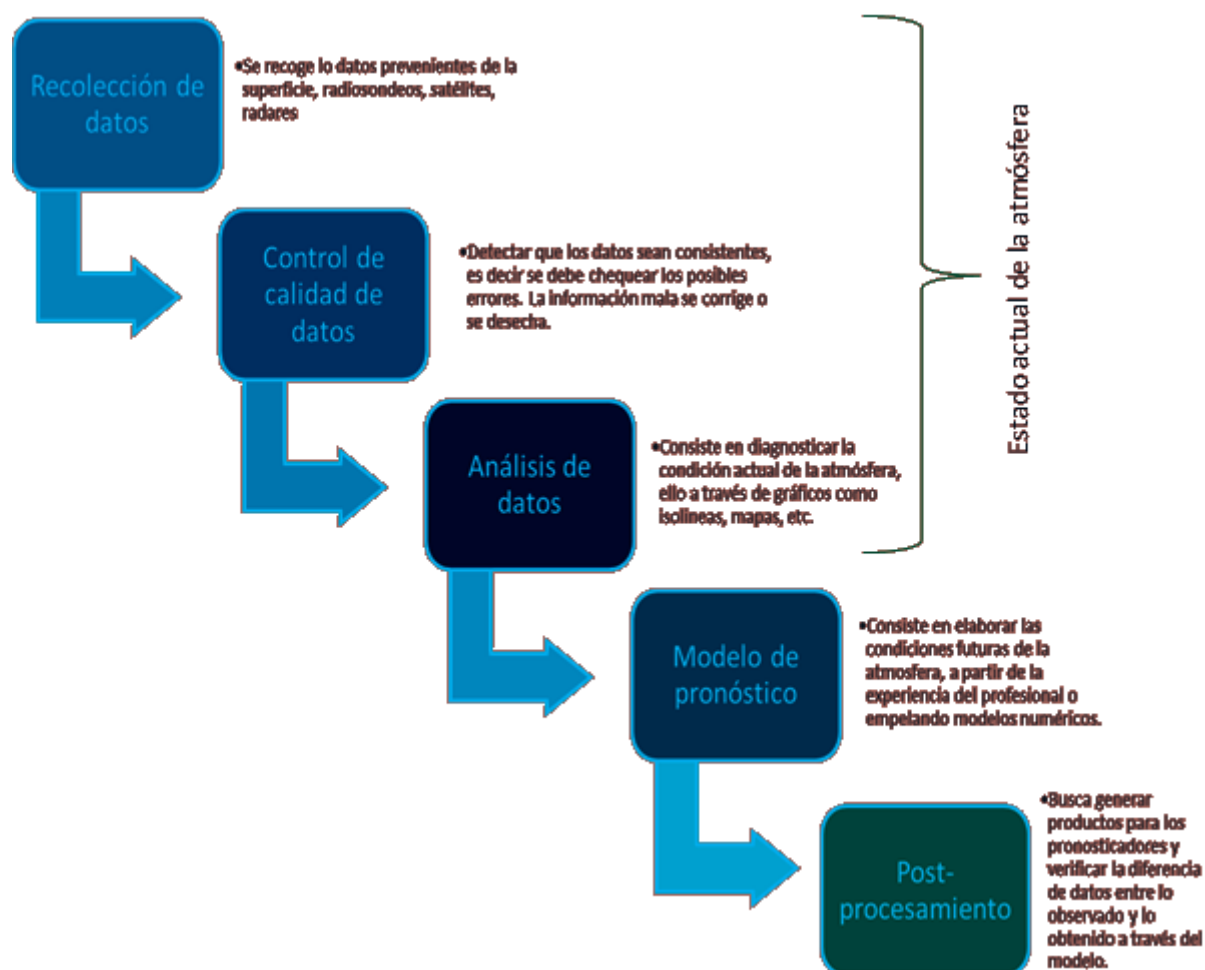 Recolección de
datos
•Se recoge lo datos prevenientes de la
superficie, radiosondeos, satélites,
radares
Control de
calidad de
datos
•Detectar que los datos sean consistentes,
es decir se debe chequear los posibles
errores. La información mala se corrige o
se desecha.
Análisis de
datos
•Consiste en diagnosticar la
condición actual de la atmósfera,
ello a través de gráficos como
isolineas, mapas, etc.
Estado actual de la atmósfera
Modelo de
pronóstico
•Consiste en elaborar las
condiciones futuras de la
atmosfera, a partir de la
experiencia del profesional o
empelando modelos numéricos.
Post-
procesamiento
•Busca generar
productos para los
pronosticadores y
verificar la diferencia
de datos entre lo
observado y lo
obtenido a través del
modelo.